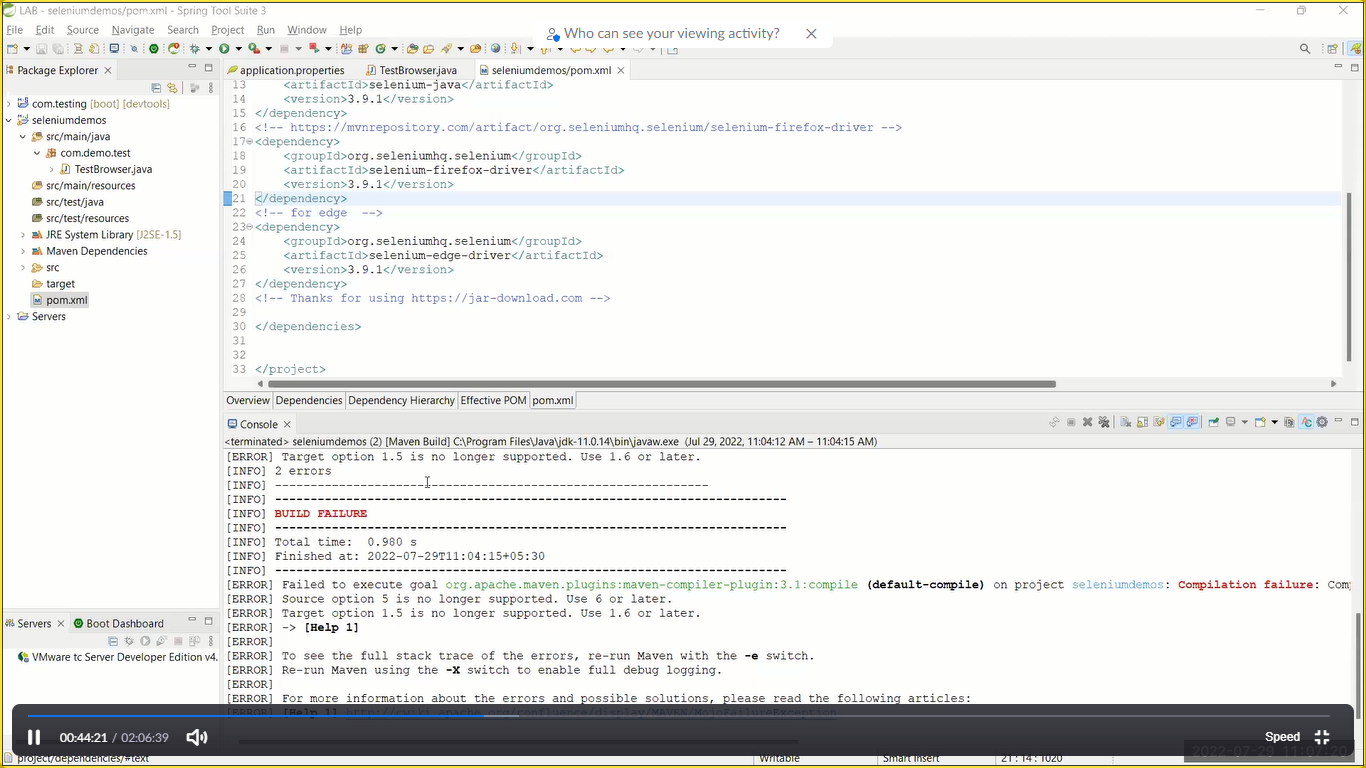 LAB - seleniumdemos/pom.xml - Spring Tool Suite 3
File Edit Source Navigate Search Project Run Window Help
Who can see your viewing activity?
Package Explorer
com.testing [boot] [devtools]
seleniumdemos
src/main/java
com.demo.test
TestBrowser.java
src/main/resources
src/test/java
src/test/resources
JRE System Library [J2SE-1.5]
Maven Dependencies
src
target
pom.xml
Servers
application.properties TestBrowser.java seleniumdemos/pom.xml
13 <artifactId>selenium-java</artifactId>
14 <version>3.9.1</version>
15 </dependency>
16 <!-- https://mvnrepository.com/artifact/org.seleniumhq.selenium/selenium-firefox-driver -->
17 <dependency>
18 <groupId>org.seleniumhq.selenium</groupId>
19 <artifactId>selenium-firefox-driver</artifactId>
20 <version>3.9.1</version>
21 </dependency>
22 <!-- for edge -->
23 <dependency>
24 <groupId>org.seleniumhq.selenium</groupId>
25 <artifactId>selenium-edge-driver</artifactId>
26 <version>3.9.1</version>
27 </dependency>
28 <!-- Thanks for using https://jar-download.com -->
29
30 </dependencies>
31
32
33 </project>
Overview Dependencies Dependency Hierarchy Effective POM pom.xml
Console
<terminated> seleniumdemos (2) [Maven Build] C:\Program Files\Java\jdk-11.0.14\bin\javaw.exe (Jul 29, 2022, 11:04:12 AM – 11:04:15 AM)
[ERROR] Target option 1.5 is no longer supported. Use 1.6 or later.
[INFO] 2 errors
[INFO] -------------------------------------------------------------
[INFO] ------------------------------------------------------------------------
[INFO] BUILD FAILURE
[INFO] ------------------------------------------------------------------------
[INFO] Total time: 0.980 s
[INFO] Finished at: 2022-07-29T11:04:15+05:30
[INFO] ------------------------------------------------------------------------
[ERROR] Failed to execute goal org.apache.maven.plugins:maven-compiler-plugin:3.1:compile (default-compile) on project seleniumdemos: Compilation failure: Com
[ERROR] Source option 5 is no longer supported. Use 6 or later.
[ERROR] Target option 1.5 is no longer supported. Use 1.6 or later.
[ERROR] -> [Help 1]
[ERROR]
[ERROR] To see the full stack trace of the errors, re-run Maven with the -e switch.
[ERROR] Re-run Maven using the -X switch to enable full debug logging.
[ERROR]
[ERROR] For more information about the errors and possible solutions, please read the following articles:
[ERROR] [Help 1] http://cwiki.apache.org/confluence/display/MAVEN/MojoFailureException
Servers Boot Dashboard
VMware tc Server Developer Edition v4.
00:44:21 / 02:06:39
Speed
2022-07-29 11:07:20
project/dependencies/#text
Writable
Smart Insert
21 : 14 : 1020